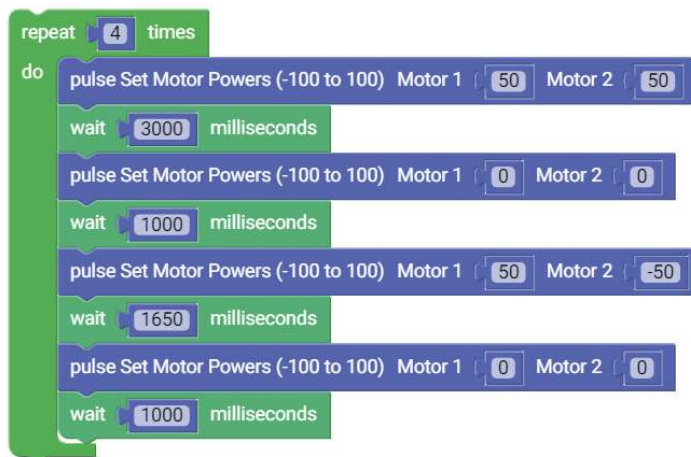 repeat 4 times
do
pulse Set Motor Powers (-100 to 100) Motor 1 50 Motor 2 50
wait 3000 milliseconds
pulse Set Motor Powers (-100 to 100) Motor 1 0 Motor 2 0
wait 1000 milliseconds
pulse Set Motor Powers (-100 to 100) Motor 1 50 Motor 2 -50
wait 1650 milliseconds
pulse Set Motor Powers (-100 to 100) Motor 1 0 Motor 2 0
wait 1000 milliseconds